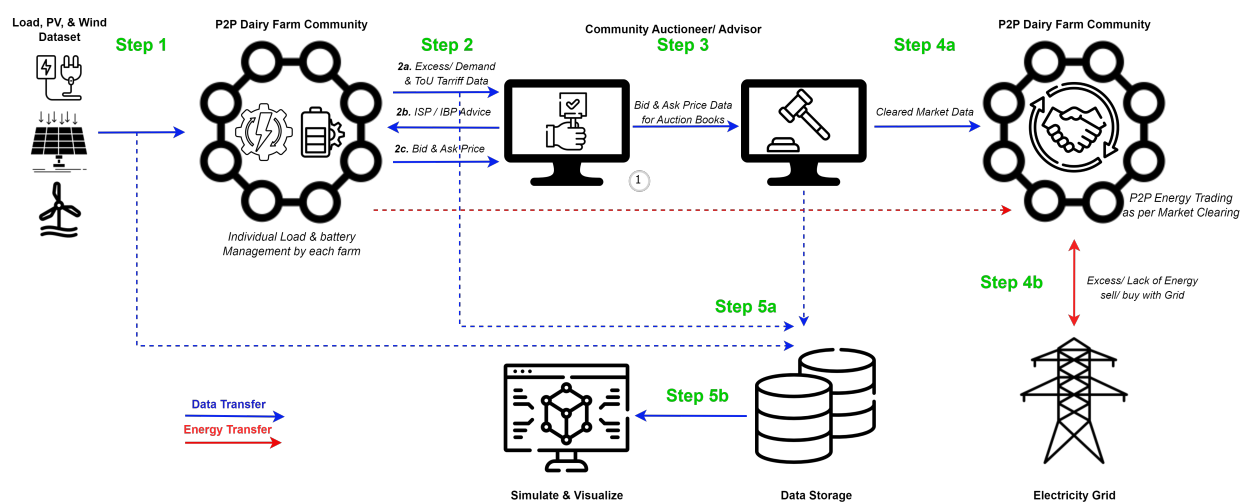 Load, PV, & Wind
Dataset
Step 1
P2P Dairy Farm Community
Individual Load & battery
Management by each farm
Step 2
2a. Excess/ Demand
& ToU Tarriff Data
2b. ISP / IBP Advice
2c. Bid & Ask Price
Community Auctioneer/ Advisor
Step 3
Bid & Ask Price Data
for Auction Books
1
Step 4a
Cleared Market Data
P2P Dairy Farm Community
P2P Energy Trading
as per Market Clearing
Step 4b
Excess/ Lack of Energy
sell/ buy with Grid
Step 5a
Step 5b
Data Transfer
Energy Transfer
Simulate & Visualize
Data Storage
Electricity Grid